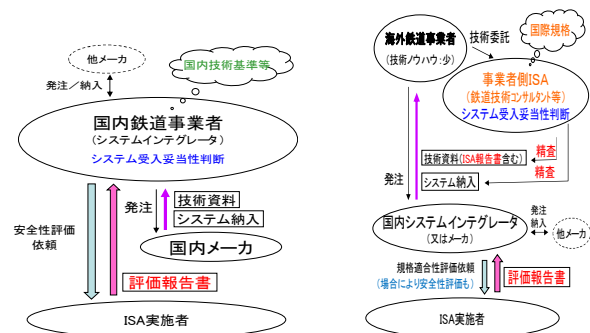 他メーカ
国内技術基準等
発注／納入
国内鉄道事業者
(システムインテグレータ)
システム受入妥当性判断
発注
技術資料
システム納入
安全性評価
依頼
国内メーカ
評価報告書
ISA実施者
海外鉄道事業者
(技術ノウハウ:少)
技術委託
国際規格
事業者側ISA
(鉄道技術コンサルタント等)
システム受入妥当性判断
精査
技術資料(ISA報告書含む)
精査
発注
システム納入
国内システムインテグレータ
(又はメーカ)
発注
納入
他メーカ
規格適合性評価依頼
(場合により安全性評価も)
評価報告書
ISA実施者